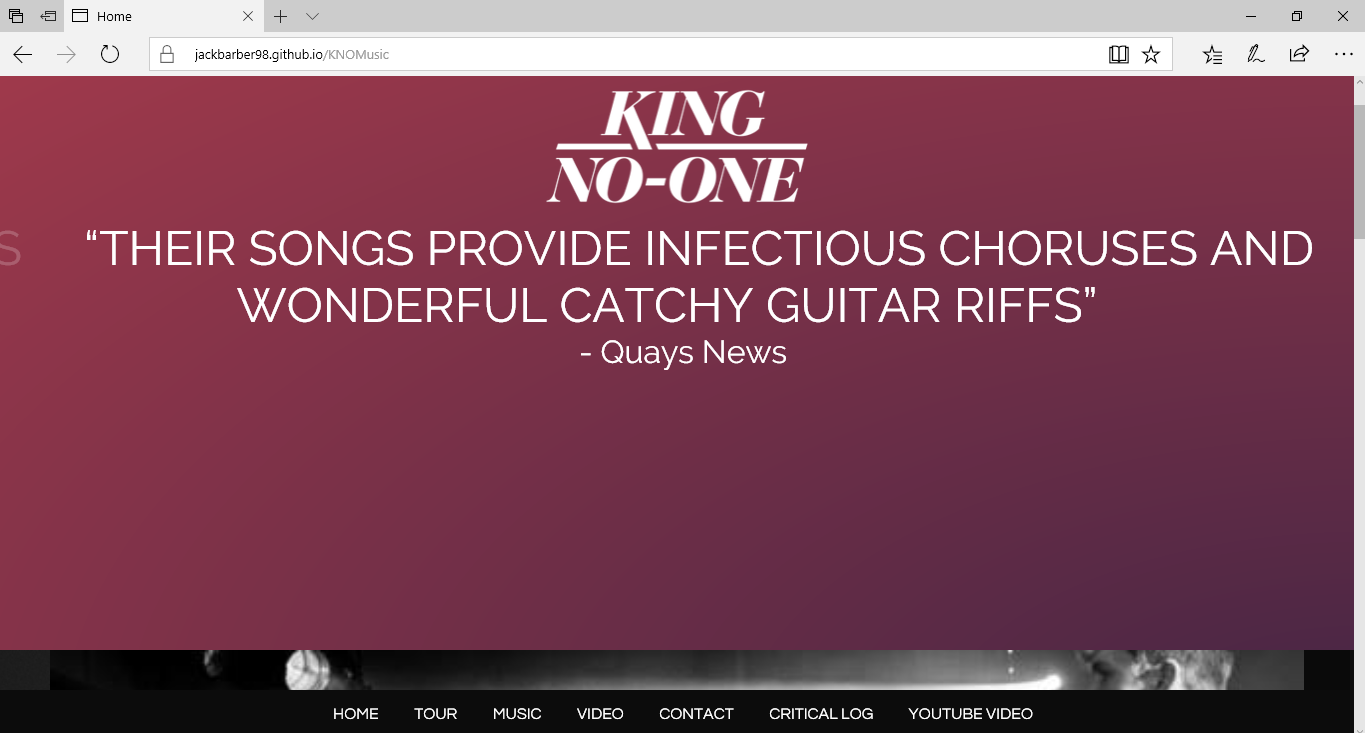 Home
jackbarber98.github.io/KNOMusic
KING
NO-ONE
S “THEIR SONGS PROVIDE INFECTIOUS CHORUSES AND
WONDERFUL CATCHY GUITAR RIFFS”
- Quays News
HOME TOUR MUSIC VIDEO CONTACT CRITICAL LOG YOUTUBE VIDEO